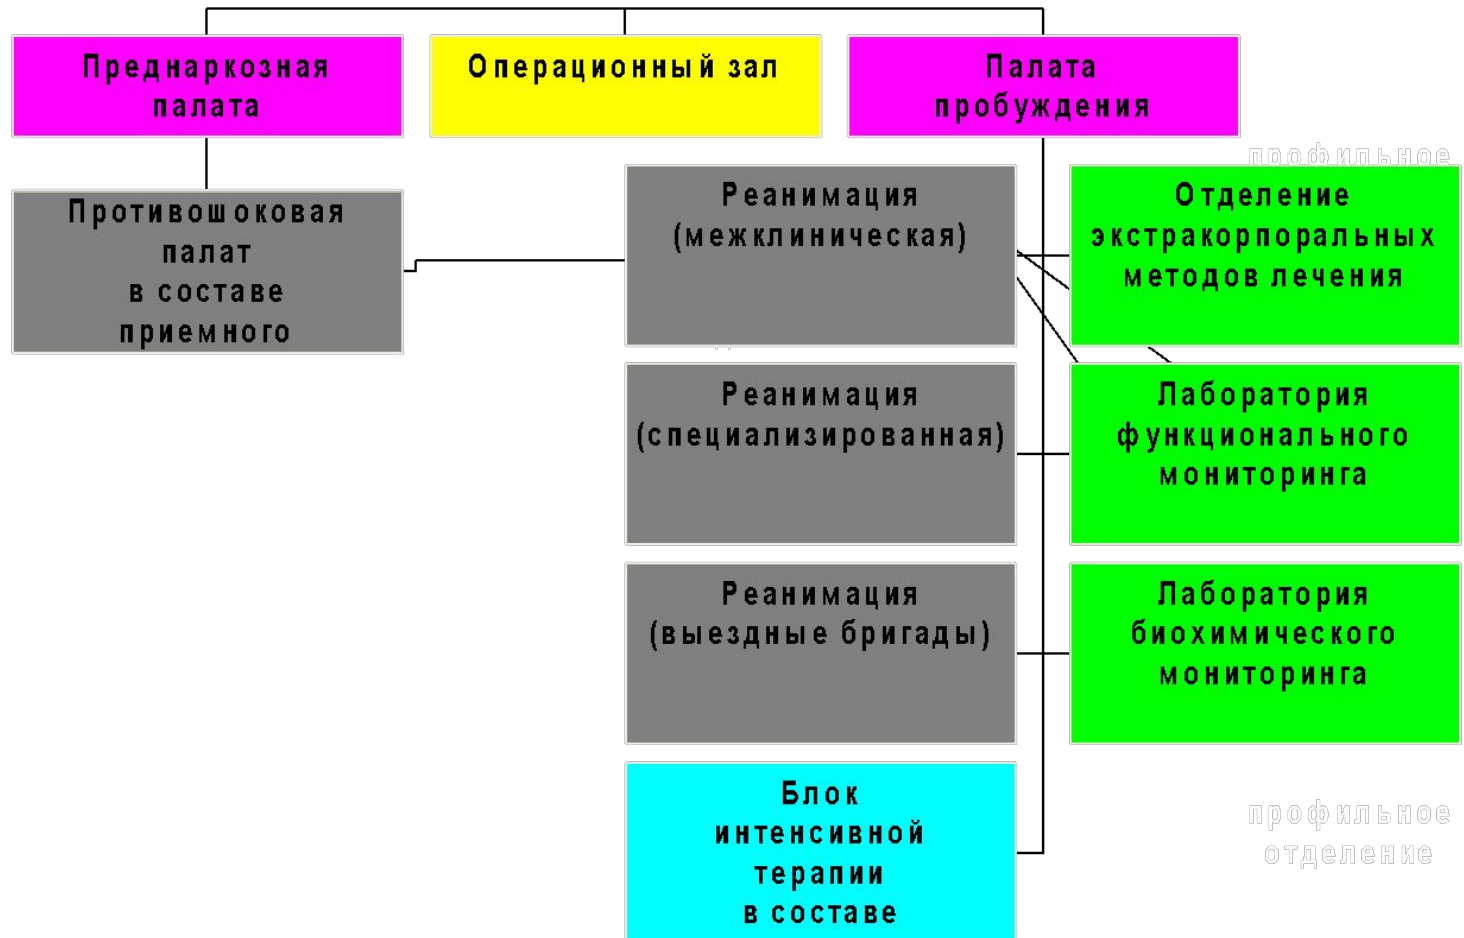 Преднаркозная
палата
Операционный зал
Палата
пробуждения
профильное
Противошоковая
палат
в составе
приемного
Реанимация
(межклиническая)
Отделение
экстракорпоральных
методов лечения
Реанимация
(специализированная)
Лаборатория
функционального
мониторинга
Реанимация
(выездные бригады)
Лаборатория
биохимического
мониторинга
Блок
интенсивной
терапии
в составе
профильное
отделение